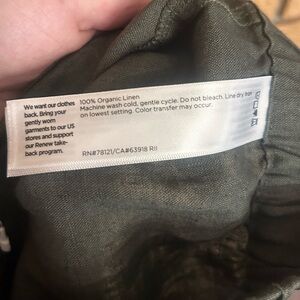 We want our clothes
back. Bring your
gently worn
garments to our US
stores and support
our Renew take-
back program.
100% Organic Linen
Machine wash cold, gentle cycle. Do not bleach. Line dry. Iron
on lowest setting. Color transfer may occur.
RN#78121/CA#63918 RII